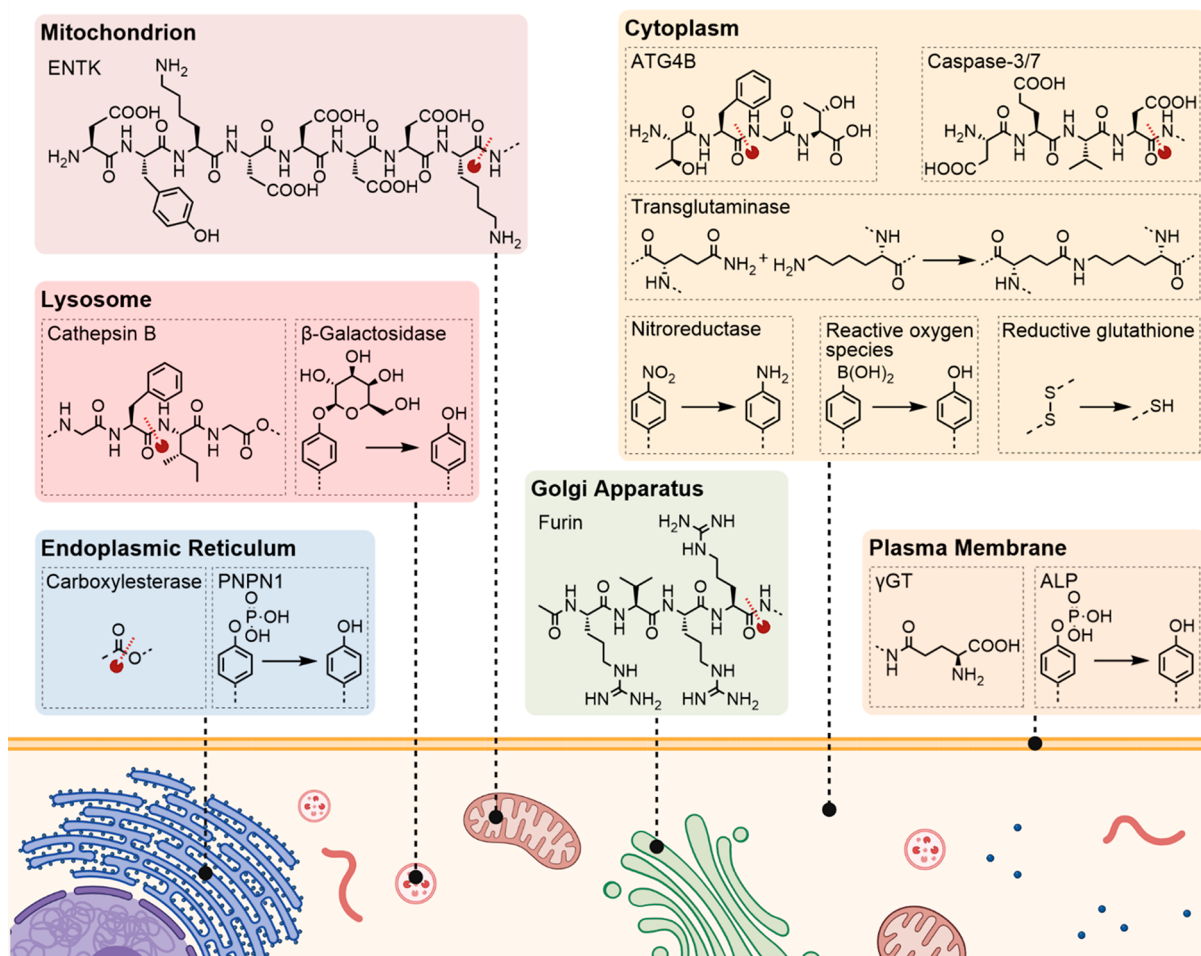 Mitochondrion
ENTK
NH2
COOH
O
H
N
H2N
OH
COOH
COOH
COOH
COOH
NH2
Cytoplasm
ATG4B
H2N
OH
O
H
N
OH
OH
Caspase-3/7
COOH
COOH
H2N
HOOC
O
H
N
Transglutaminase
O
O
NH2
HN
+
H2N
NH
O
O
O
HN
N
H
NH
O
Nitroreductase
NO2
NH2
Reactive oxygen
species
B(OH)2
OH
Reductive glutathione
S
S
SH
Lysosome
Cathepsin B
H
N
O
N
H
O
H
N
O
N
H
O
O
β-Galactosidase
OH
HO
OH
HO
O
OH
O
OH
Endoplasmic Reticulum
Carboxylesterase
O
O
PNPN1
O
P
OH
O
OH
OH
Golgi Apparatus
Furin
H2N
NH
HN
H
N
O
O
N
H
O
H
N
O
N
H
O
H
N
NH
HN
NH2
NH
HN
NH2
Plasma Membrane
γGT
O
N
H
COOH
NH2
ALP
O
P
OH
O
OH
OH